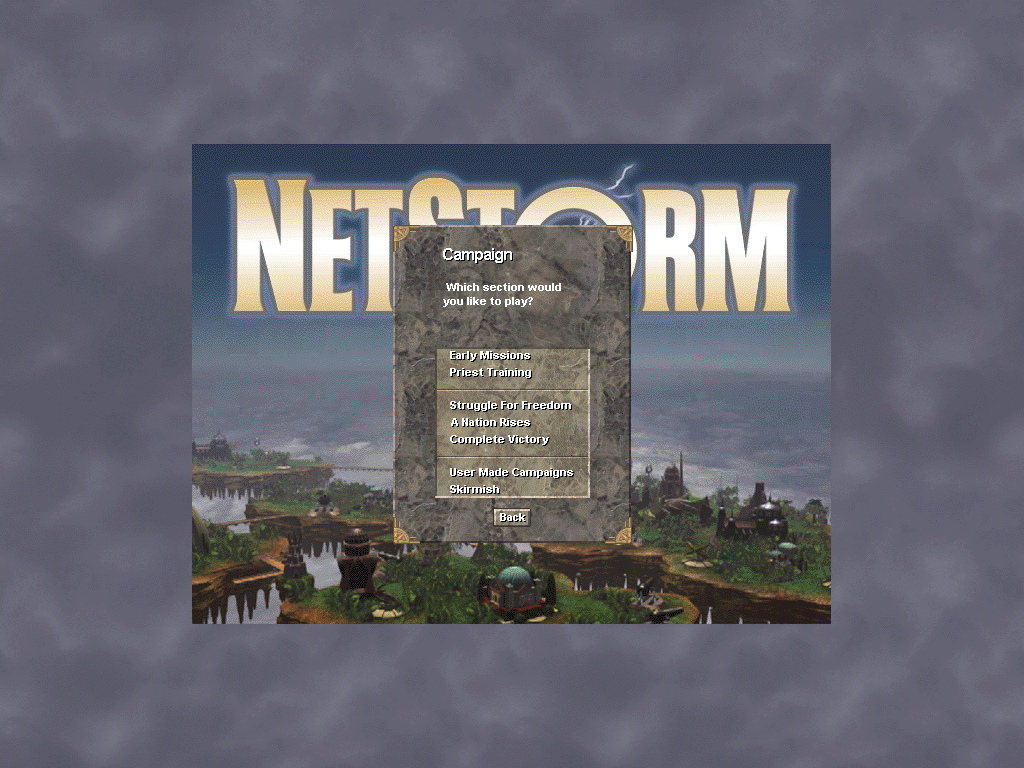 NETSTORM
Campaign
Which section would
you like to play?
Early Missions
Priest Training
Struggle For Freedom
A Nation Rises
Complete Victory
User Made Campaigns
Skirmish
Back